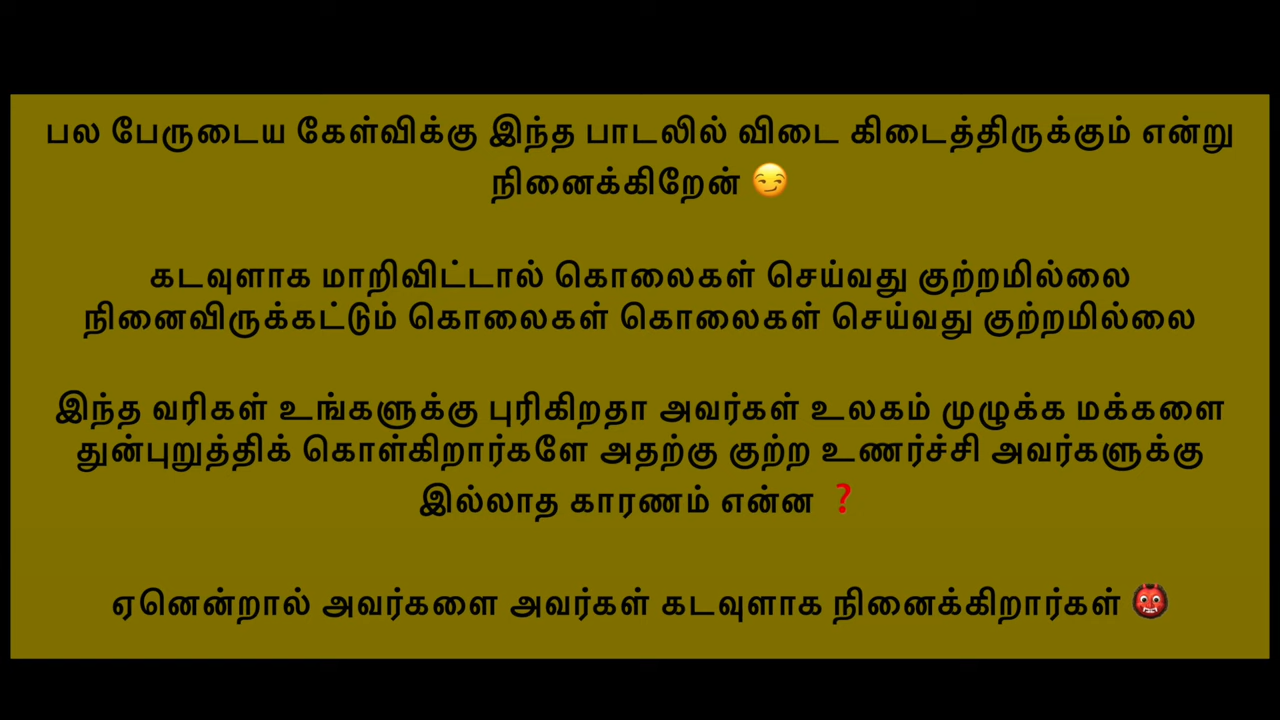 பல பேருடைய கேள்விக்கு இந்த பாடலில் விடை கிடைத்திருக்கும் என்று
நினைக்கிறேன் 😏
கடவுளாக மாறிவிட்டால் கொலைகள் செய்வது குற்றமில்லை
நினைவிருக்கட்டும் கொலைகள் கொலைகள் செய்வது குற்றமில்லை
இந்த வரிகள் உங்களுக்கு புரிகிறதா அவர்கள் உலகம் முழுக்க மக்களை
துன்புறுத்திக் கொள்கிறார்களே அதற்கு குற்ற உணர்ச்சி அவர்களுக்கு
இல்லாத காரணம் என்ன ❓
ஏனென்றால் அவர்களை அவர்கள் கடவுளாக நினைக்கிறார்கள் 👹